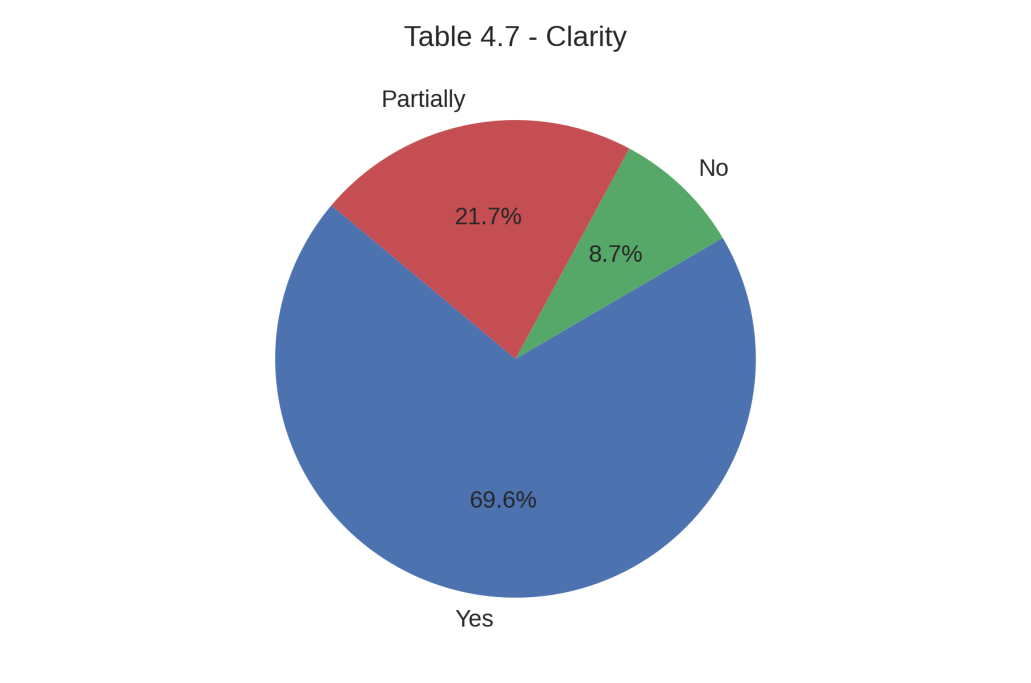 Table 4.7 - Clarity
Partially
No
21.7%
8.7%
69.6%
Yes